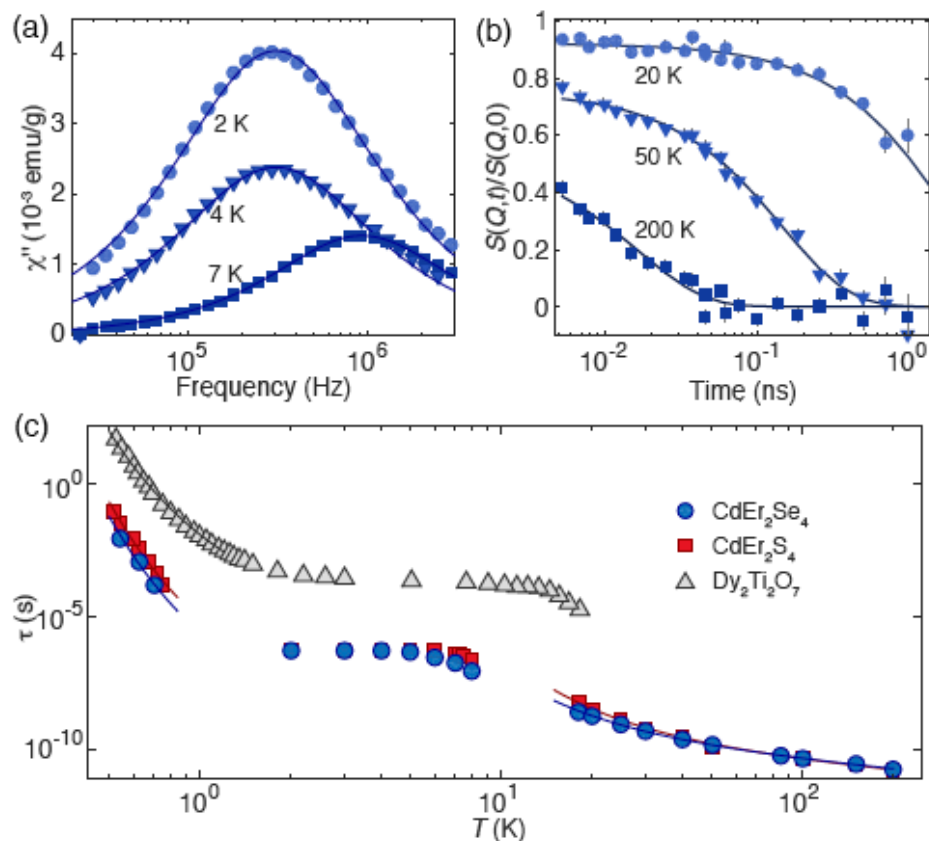 (a)
χ" (10⁻³ emu/g)
4
3
2
1
0
2 K
4 K
7 K
10⁵
10⁶
Frequency (Hz)
(b)
S(Q,t)/S(Q,0)
1
0.8
0.6
0.4
0.2
0
20 K
50 K
200 K
10⁻²
10⁻¹
10⁰
Time (ns)
(c)
τ (s)
10⁰
10⁻⁵
10⁻¹⁰
CdEr₂Se₄
CdEr₂S₄
Dy₂Ti₂O₇
10⁰
10¹
10²
T (K)